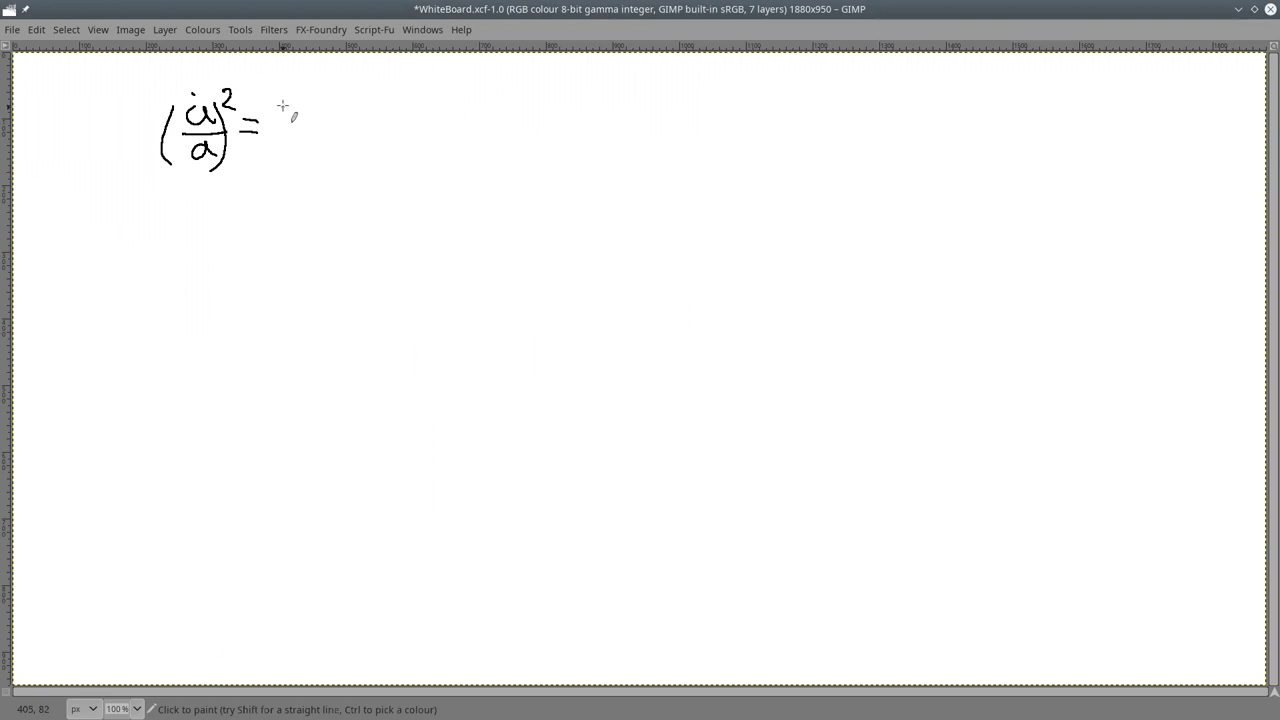 *WhiteBoard.xcf-1.0 (RGB colour 8-bit gamma integer, GIMP built-in sRGB, 7 layers) 1880x950 – GIMP
File Edit Select View Image Layer Colours Tools Filters FX-Foundry Script-Fu Windows Help
(ȧ/a)² =
405, 82 px 100% Click to paint (try Shift for a straight line, Ctrl to pick a colour)